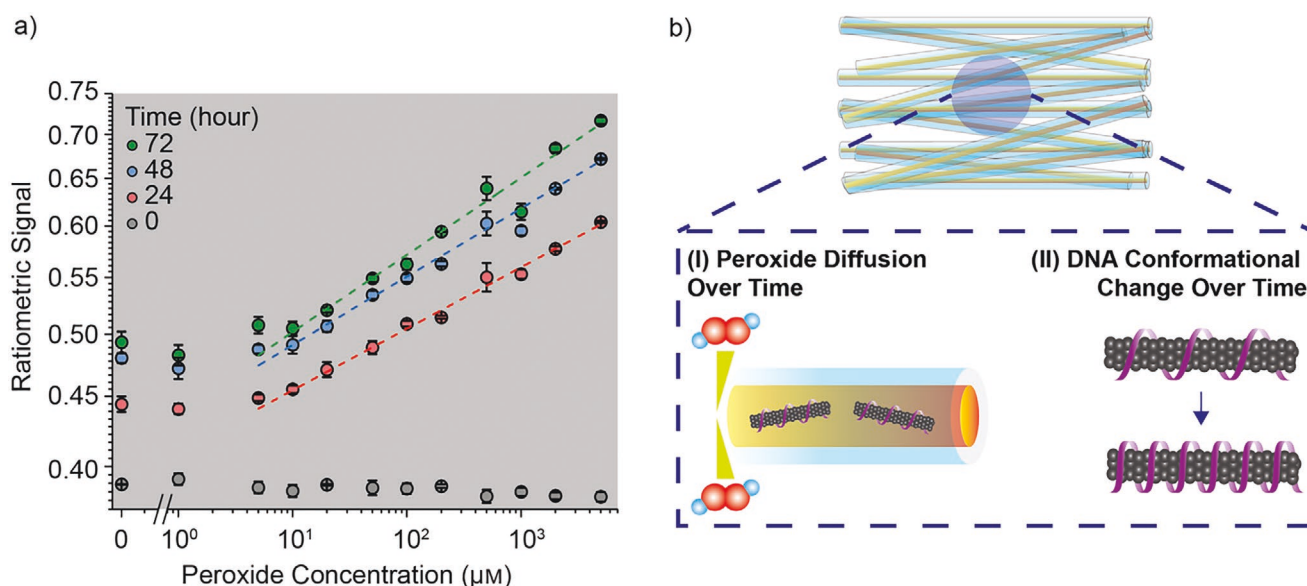 a)
0.75
0.70
0.65
0.60
0.55
0.50
0.45
0.40
Ratiometric Signal
Time (hour)
72
48
24
0
0
10⁰
10¹
10²
10³
Peroxide Concentration (μM)
b)
(I) Peroxide Diffusion
Over Time
(II) DNA Conformational
Change Over Time